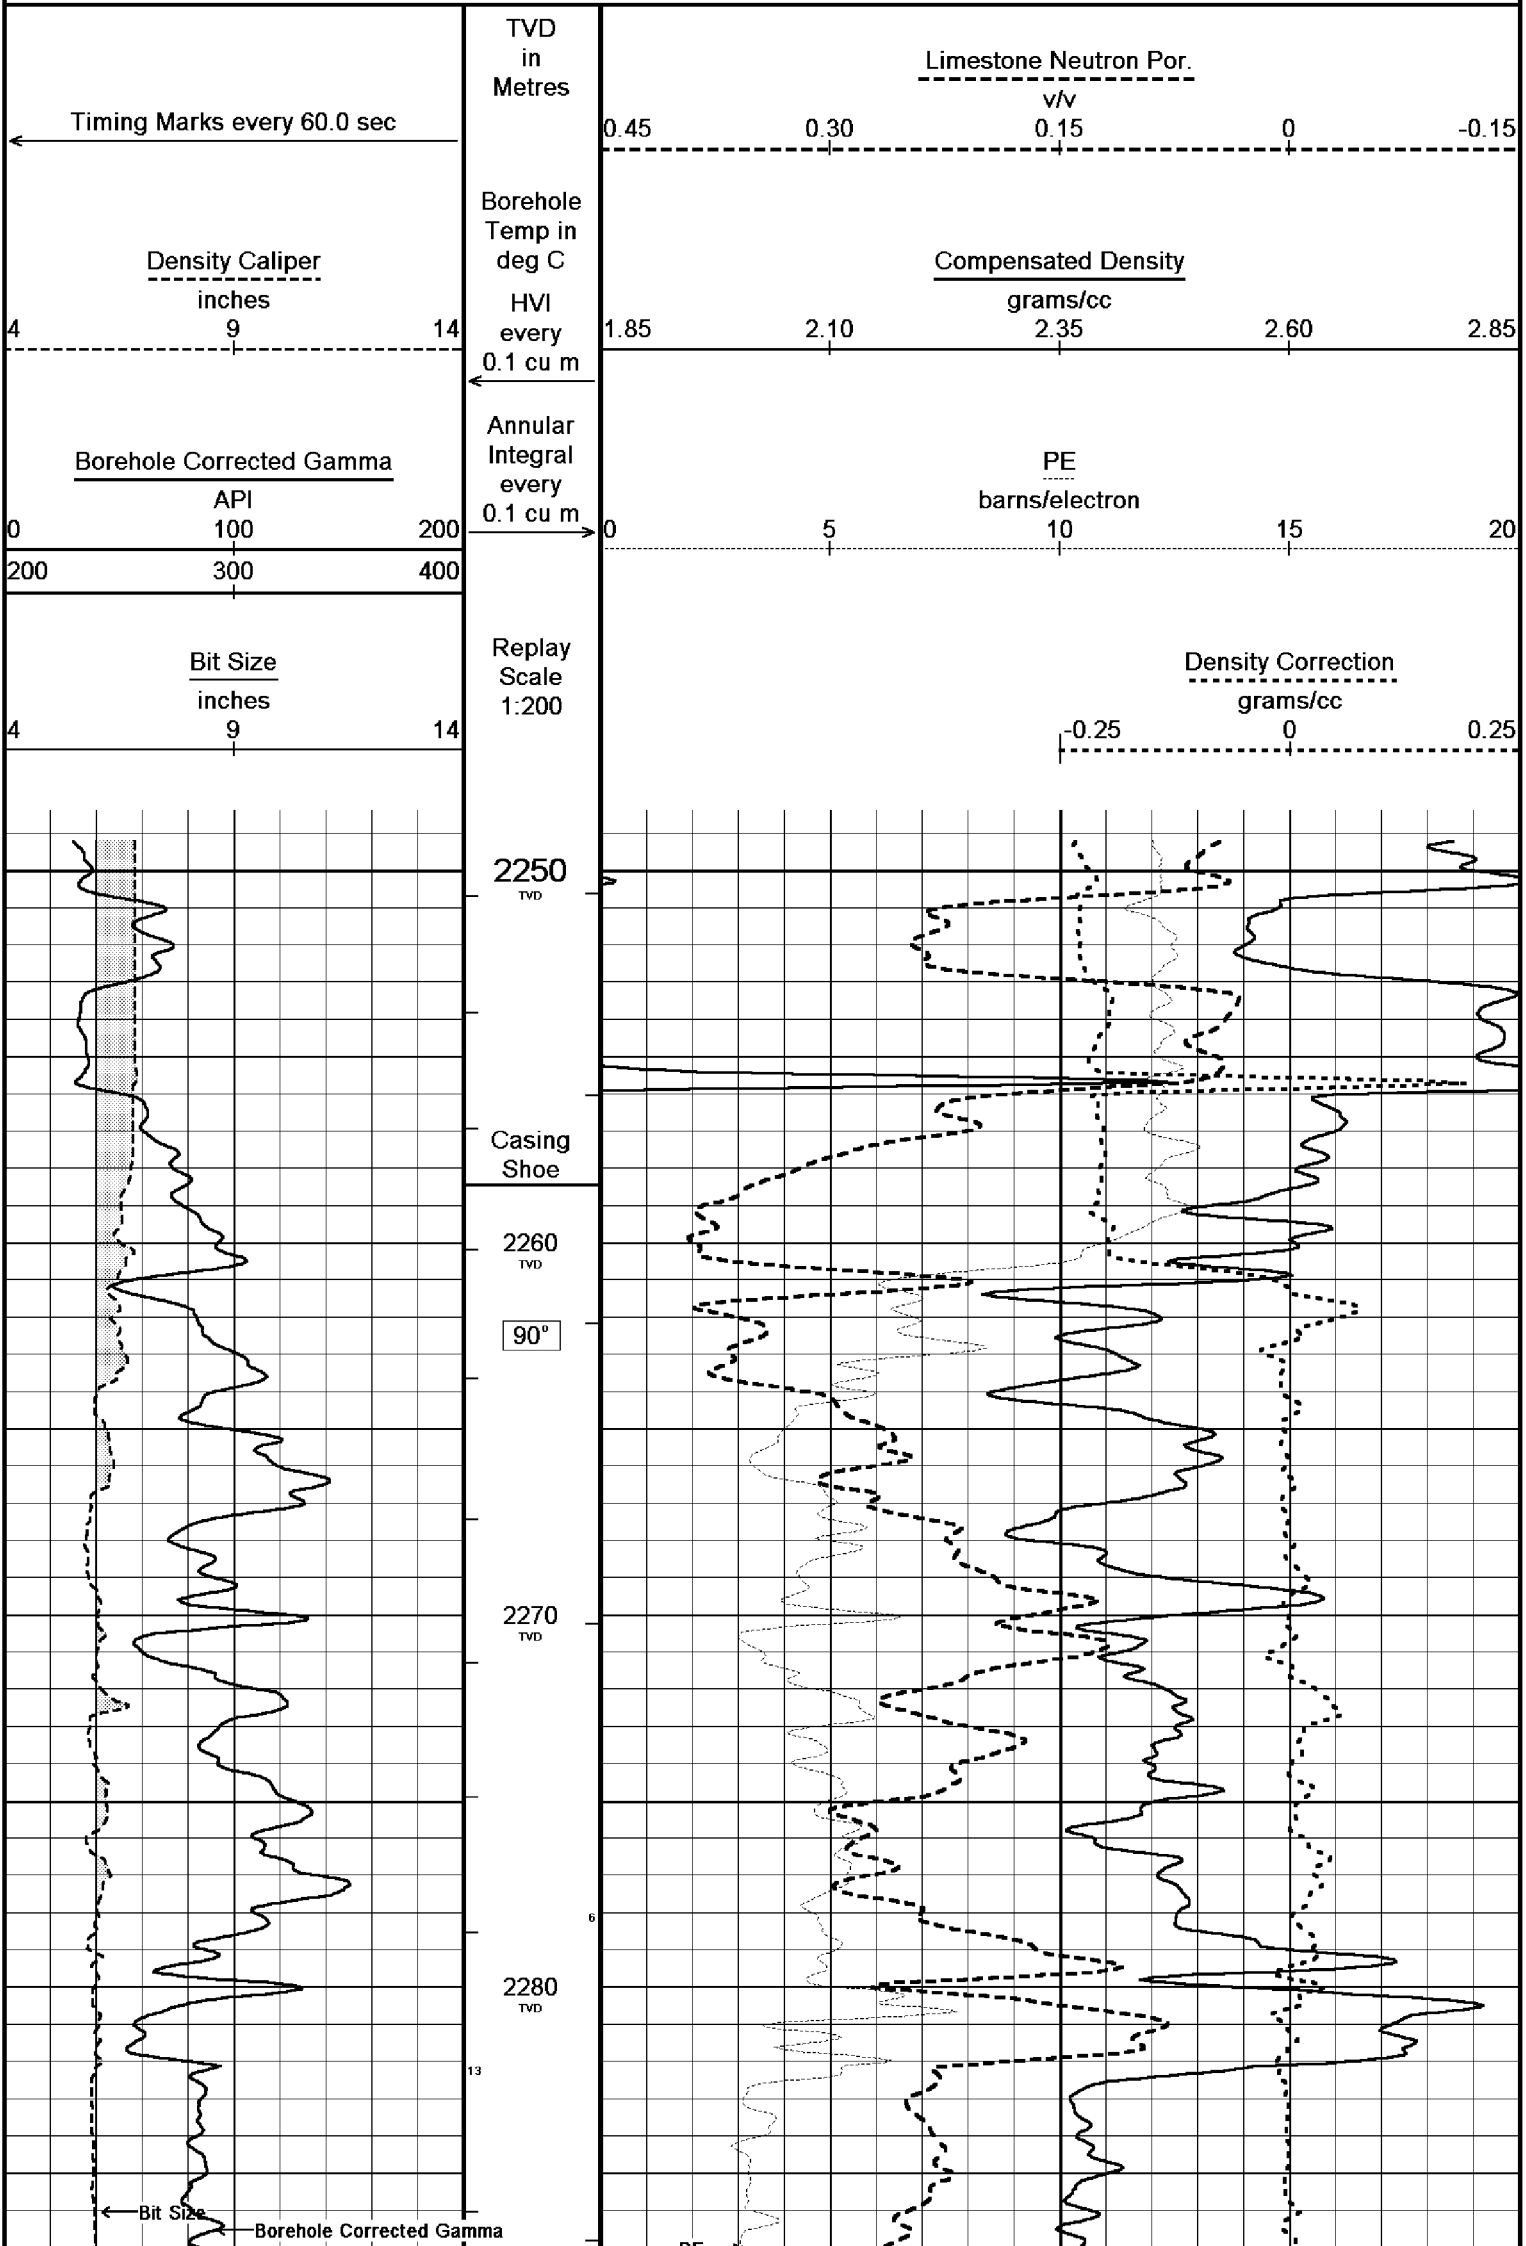 Timing Marks every 60.0 sec
Density Caliper
inches
4 9 14
Borehole Corrected Gamma
API
0 100 200
200 300 400
Bit Size
inches
4 9 14
TVD
in
Metres
Borehole
Temp in
deg C
HVI
every
0.1 cu m
Annular
Integral
every
0.1 cu m
Replay
Scale
1:200
Limestone Neutron Por.
v/v
0.45 0.30 0.15 0 -0.15
Compensated Density
grams/cc
1.85 2.10 2.35 2.60 2.85
PE
barns/electron
0 5 10 15 20
Density Correction
grams/cc
-0.25 0 0.25
2250
TVD
Casing
Shoe
2260
TVD
90°
2270
TVD
6
2280
TVD
13
Bit Size
Borehole Corrected Gamma